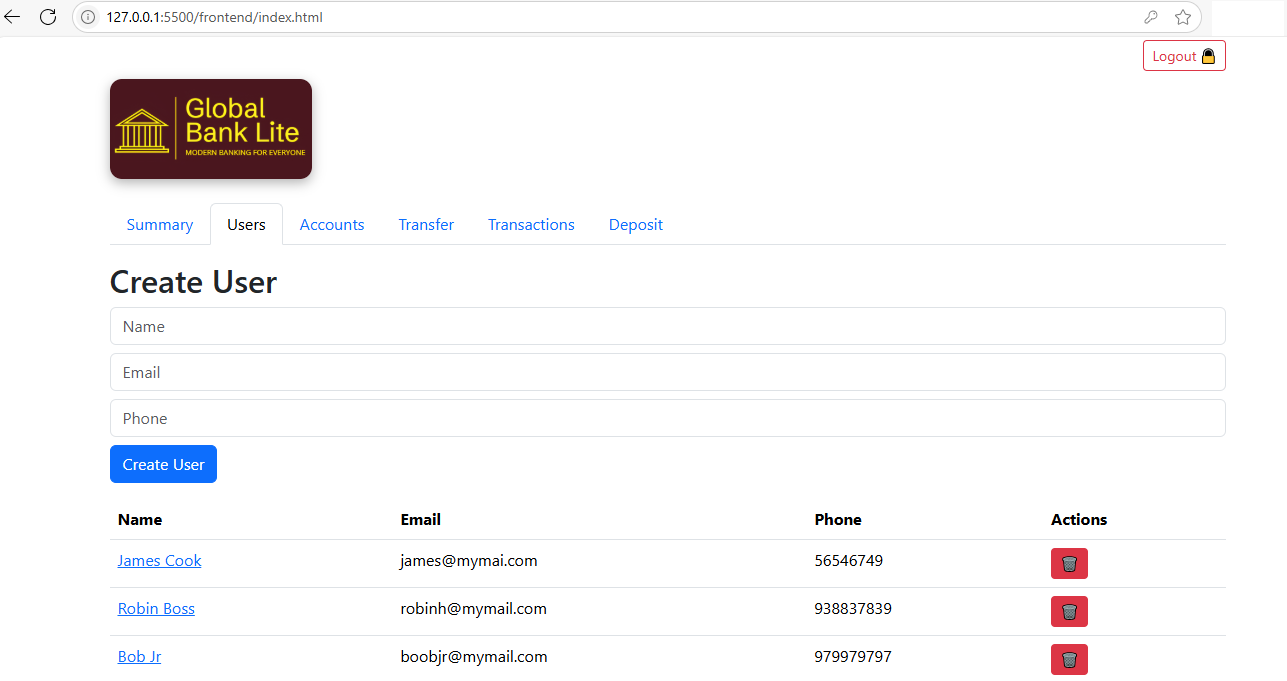 127.0.0.1:5500/frontend/index.html
Logout
Global
Bank Lite
MODERN BANKING FOR EVERYONE
Summary Users Accounts Transfer Transactions Deposit
Create User
Name
Email
Phone
Create User
Name Email Phone Actions
James Cook james@mymai.com 56546749
Robin Boss robinh@mymail.com 938837839
Bob Jr boobjr@mymail.com 979979797